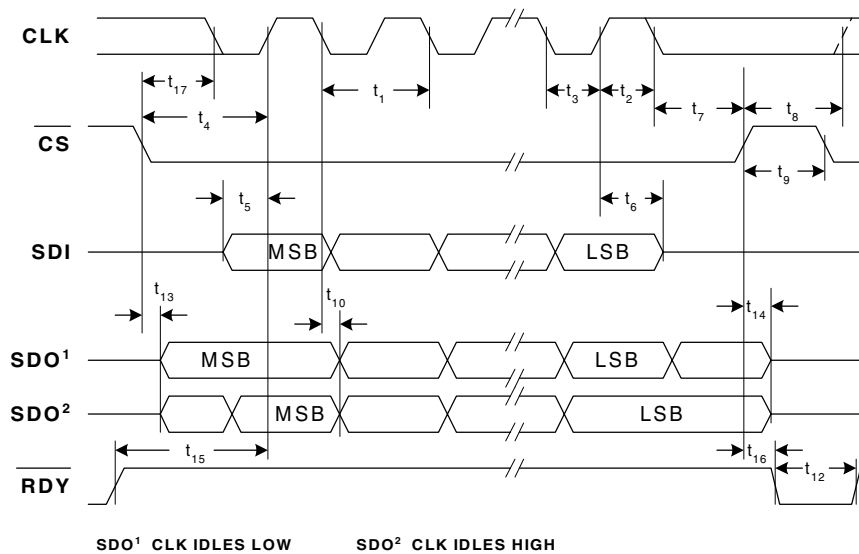 CLK
t17
t1
t3
t2
t4
t7
t8
CS
t9
t5
t6
SDI
MSB
LSB
t13
t10
t14
SDO1
MSB
LSB
SDO2
MSB
LSB
t15
t16
t12
RDY
SDO1 CLK IDLES LOW
SDO2 CLK IDLES HIGH